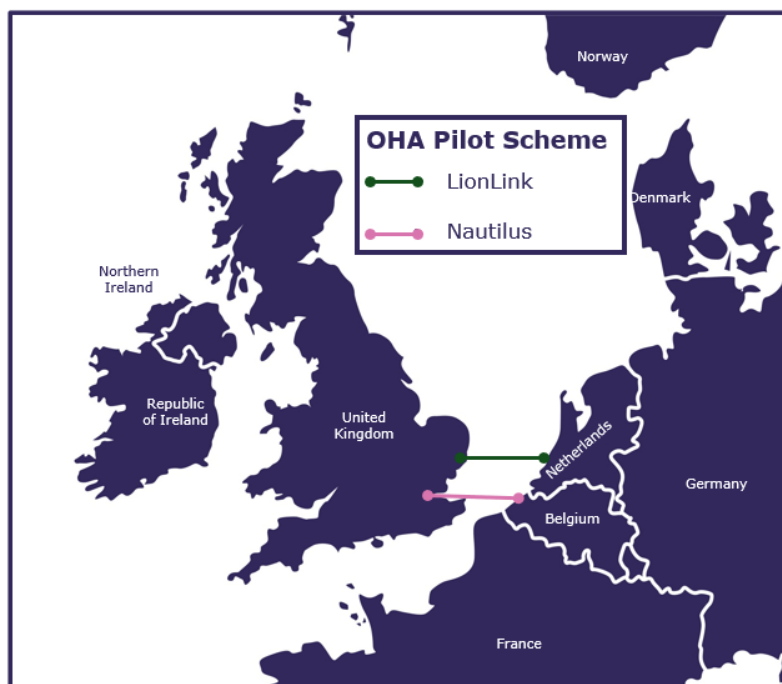 Norway
OHA Pilot Scheme
LionLink
Nautilus
Denmark
Northern
Ireland
Republic
of Ireland
United
Kingdom
Netherlands
Germany
Belgium
France